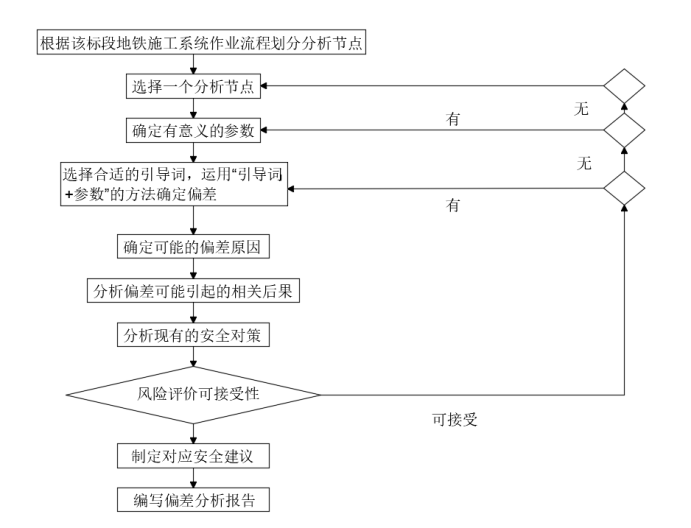 根据该标段地铁施工系统作业流程划分分析节点
选择一个分析节点
无
有
确定有意义的参数
无
选择合适的引导词，运用“引导词
+参数”的方法确定偏差
有
确定可能的偏差原因
分析偏差可能引起的相关后果
分析现有的安全对策
风险评价可接受性
可接受
制定对应安全建议
编写偏差分析报告